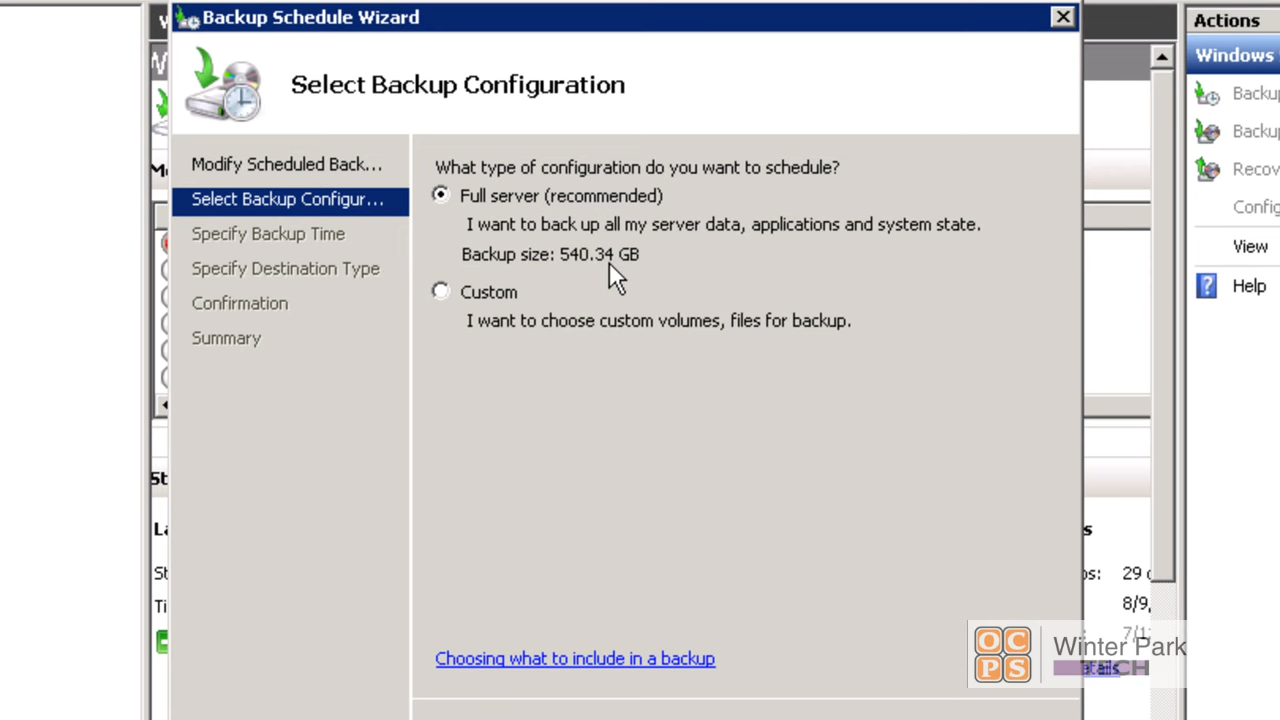 Backup Schedule Wizard
Select Backup Configuration
Modify Scheduled Back...
Select Backup Configur...
Specify Backup Time
Specify Destination Type
Confirmation
Summary
What type of configuration do you want to schedule?
Full server (recommended)
I want to back up all my server data, applications and system state.
Backup size: 540.34 GB
Custom
I want to choose custom volumes, files for backup.
Choosing what to include in a backup
Actions
Windows
Backup
Backup
Recov
Config
View
Help
29
8/9,
OCPS
Winter Park
TECH